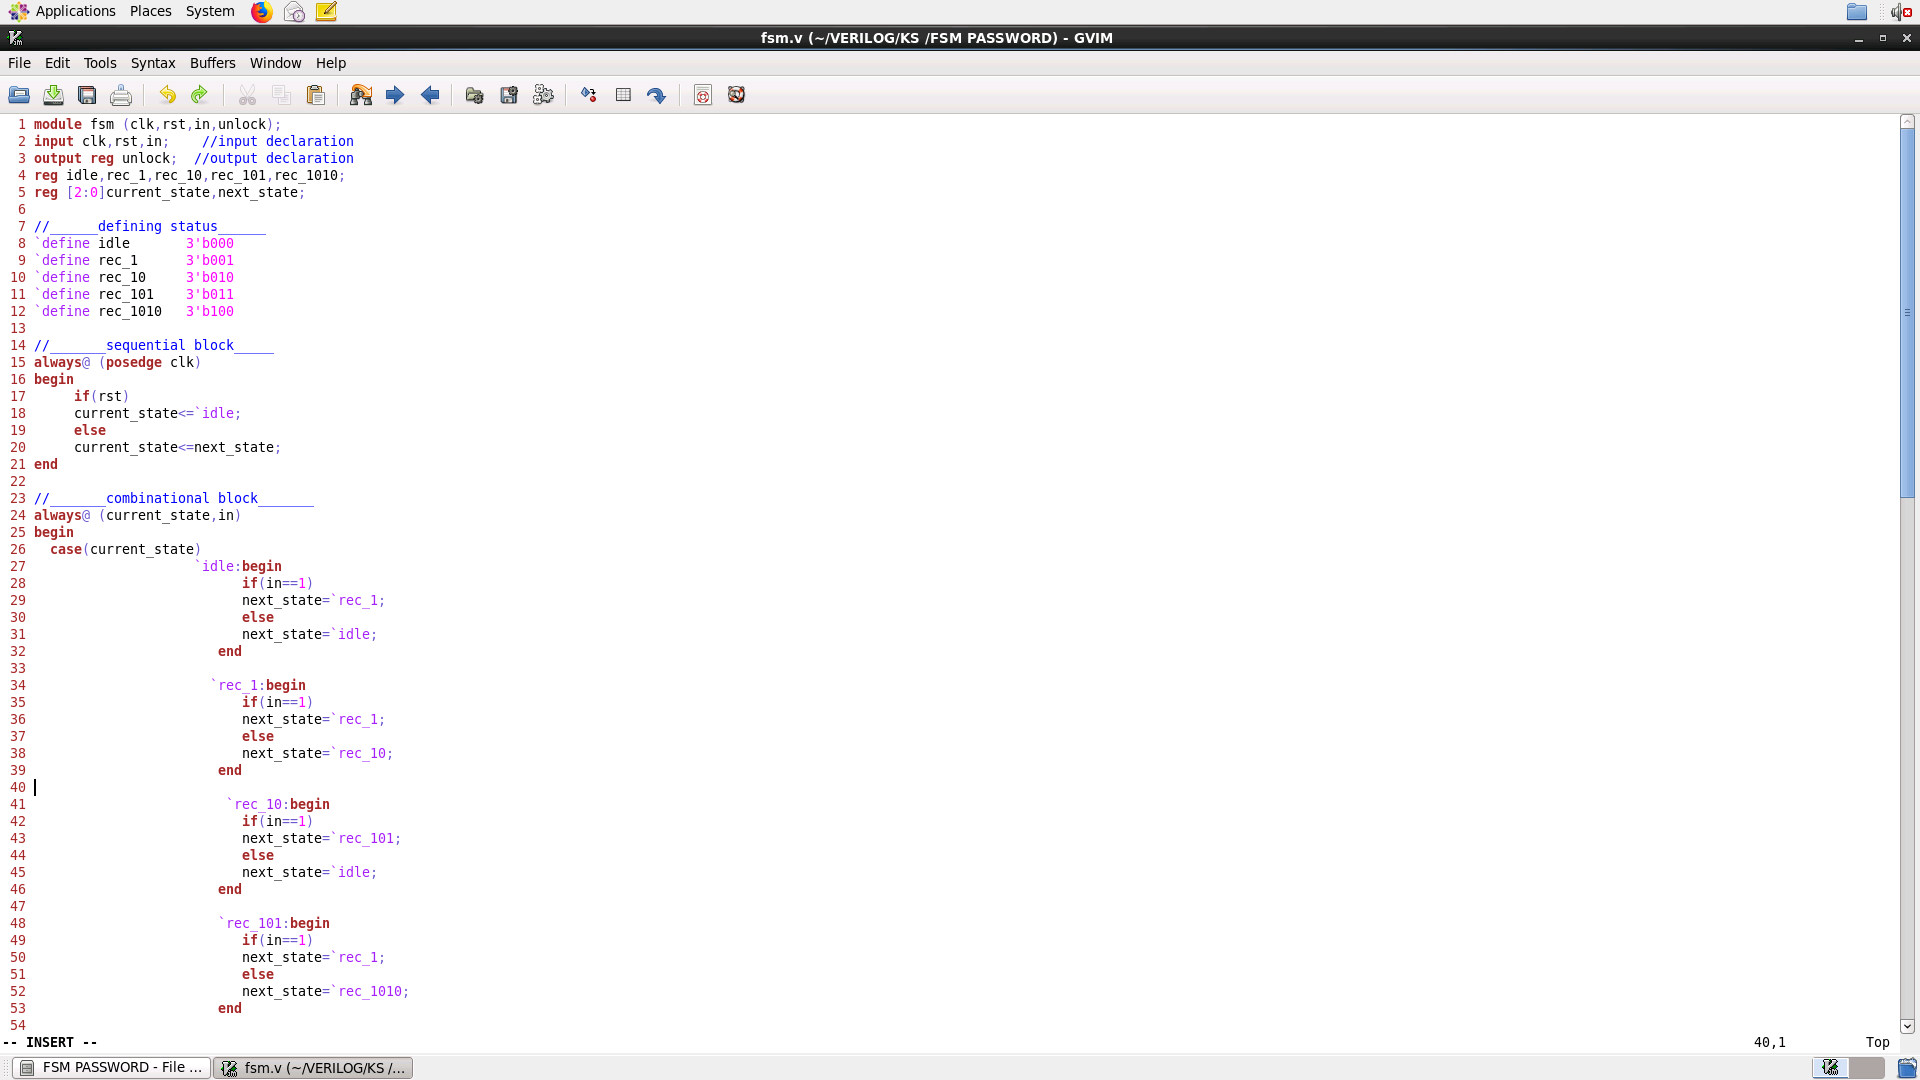 Applications Places System
fsm.v (~/VERILOG/KS /FSM PASSWORD) - GVIM
File Edit Tools Syntax Buffers Window Help
1 module fsm (clk,rst,in,unlock);
2 input clk,rst,in;    //input declaration
3 output reg unlock;  //output declaration
4 reg idle,rec_1,rec_10,rec_101,rec_1010;
5 reg [2:0]current_state,next_state;
6
7 //______defining status______
8 `define idle       3'b000
9 `define rec_1      3'b001
10 `define rec_10     3'b010
11 `define rec_101    3'b011
12 `define rec_1010   3'b100
13
14 //_______sequential block_____
15 always@ (posedge clk)
16 begin
17      if(rst)
18      current_state<=`idle;
19      else
20      current_state<=next_state;
21 end
22
23 //_______combinational block_______
24 always@ (current_state,in)
25 begin
26   case(current_state)
27                     `idle:begin
28                           if(in==1)
29                           next_state=`rec_1;
30                           else
31                           next_state=`idle;
32                        end
33
34                       `rec_1:begin
35                           if(in==1)
36                           next_state=`rec_1;
37                           else
38                           next_state=`rec_10;
39                        end
40
41                         `rec_10:begin
42                           if(in==1)
43                           next_state=`rec_101;
44                           else
45                           next_state=`idle;
46                        end
47
48                        `rec_101:begin
49                           if(in==1)
50                           next_state=`rec_1;
51                           else
52                           next_state=`rec_1010;
53                        end
54
-- INSERT -- 40,1 Top
FSM PASSWORD - File ... fsm.v (~/VERILOG/KS /...